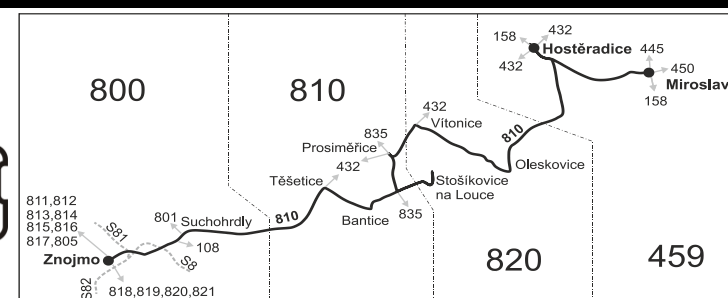 158
432
Hostěradice
445
432
450
Miroslav
158
800
810
432
Vítonice
835
810
Prosiměřice
432
Oleskovice
Těšetice
Stošíkovice
na Louce
835
Bantice
811,812
813,814
815,816
817,805
801
Suchohrdly
810
S81
108
Znojmo
S8
S82
818,819,820,821
820
459